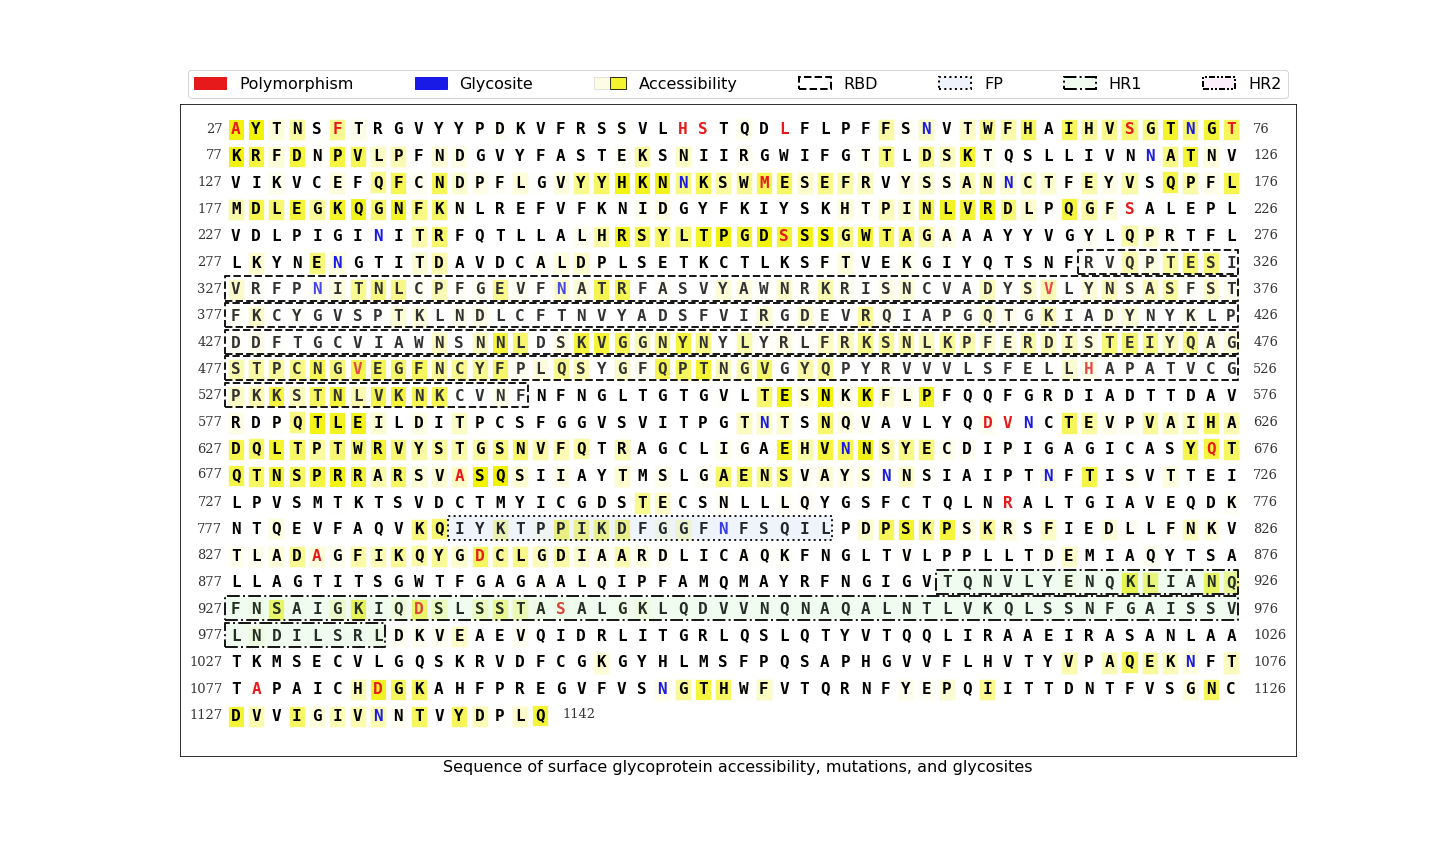 Polymorphism Glycosite Accessibility RBD FP HR1 HR2
27 A Y T N S F T R G V Y Y P D K V F R S S V L H S T Q D L F L P F F S N V T W F H A I H V S G T N G T 76
77 K R F D N P V L P F N D G V Y F A S T E K S N I I R G W I F G T T L D S K T Q S L L I V N N A T N V 126
127 V I K V C E F Q F C N D P F L G V Y Y H K N N K S W M E S E F R V Y S S A N N C T F E Y V S Q P F L 176
177 M D L E G K Q G N F K N L R E F V F K N I D G Y F K I Y S K H T P I N L V R D L P Q G F S A L E P L 226
227 V D L P I G I N I T R F Q T L L A L H R S Y L T P G D S S S G W T A G A A A Y Y V G Y L Q P R T F L 276
277 L K Y N E N G T I T D A V D C A L D P L S E T K C T L K S F T V E K G I Y Q T S N F R V Q P T E S I 326
327 V R F P N I T N L C P F G E V F N A T R F A S V Y A W N R K R I S N C V A D Y S V L Y N S A S F S T 376
377 F K C Y G V S P T K L N D L C F T N V Y A D S F V I R G D E V R Q I A P G Q T G K I A D Y N Y K L P 426
427 D D F T G C V I A W N S N N L D S K V G G N Y N Y L Y R L F R K S N L K P F E R D I S T E I Y Q A G 476
477 S T P C N G V E G F N C Y F P L Q S Y G F Q P T N G V G Y Q P Y R V V V L S F E L L H A P A T V C G 526
527 P K K S T N L V K N K C V N F N F N G L T G T G V L T E S N K K F L P F Q Q F G R D I A D T T D A V 576
577 R D P Q T L E I L D I T P C S F G G V S V I T P G T N T S N Q V A V L Y Q D V N C T E V P V A I H A 626
627 D Q L T P T W R V Y S T G S N V F Q T R A G C L I G A E H V N N S Y E C D I P I G A G I C A S Y Q T 676
677 Q T N S P R R A R S V A S Q S I I A Y T M S L G A E N S V A Y S N N S I A I P T N F T I S V T T E I 726
727 L P V S M T K T S V D C T M Y I C G D S T E C S N L L L Q Y G S F C T Q L N R A L T G I A V E Q D K 776
777 N T Q E V F A Q V K Q I Y K T P P I K D F G G F N F S Q I L P D P S K P S K R S F I E D L L F N K V 826
827 T L A D A G F I K Q Y G D C L G D I A A R D L I C A Q K F N G L T V L P P L L T D E M I A Q Y T S A 876
877 L L A G T I T S G W T F G A G A A L Q I P F A M Q M A Y R F N G I G V T Q N V L Y E N Q K L I A N Q 926
927 F N S A I G K I Q D S L S S T A S A L G K L Q D V V N Q N A Q A L N T L V K Q L S S N F G A I S S V 976
977 L N D I L S R L D K V E A E V Q I D R L I T G R L Q S L Q T Y V T Q Q L I R A A E I R A S A N L A A 1026
1027 T K M S E C V L G Q S K R V D F C G K G Y H L M S F P Q S A P H G V V F L H V T Y V P A Q E K N F T 1076
1077 T A P A I C H D G K A H F P R E G V F V S N G T H W F V T Q R N F Y E P Q I I T T D N T F V S G N C 1126
1127 D V V I G I V N N T V Y D P L Q 1142
Sequence of surface glycoprotein accessibility, mutations, and glycosites